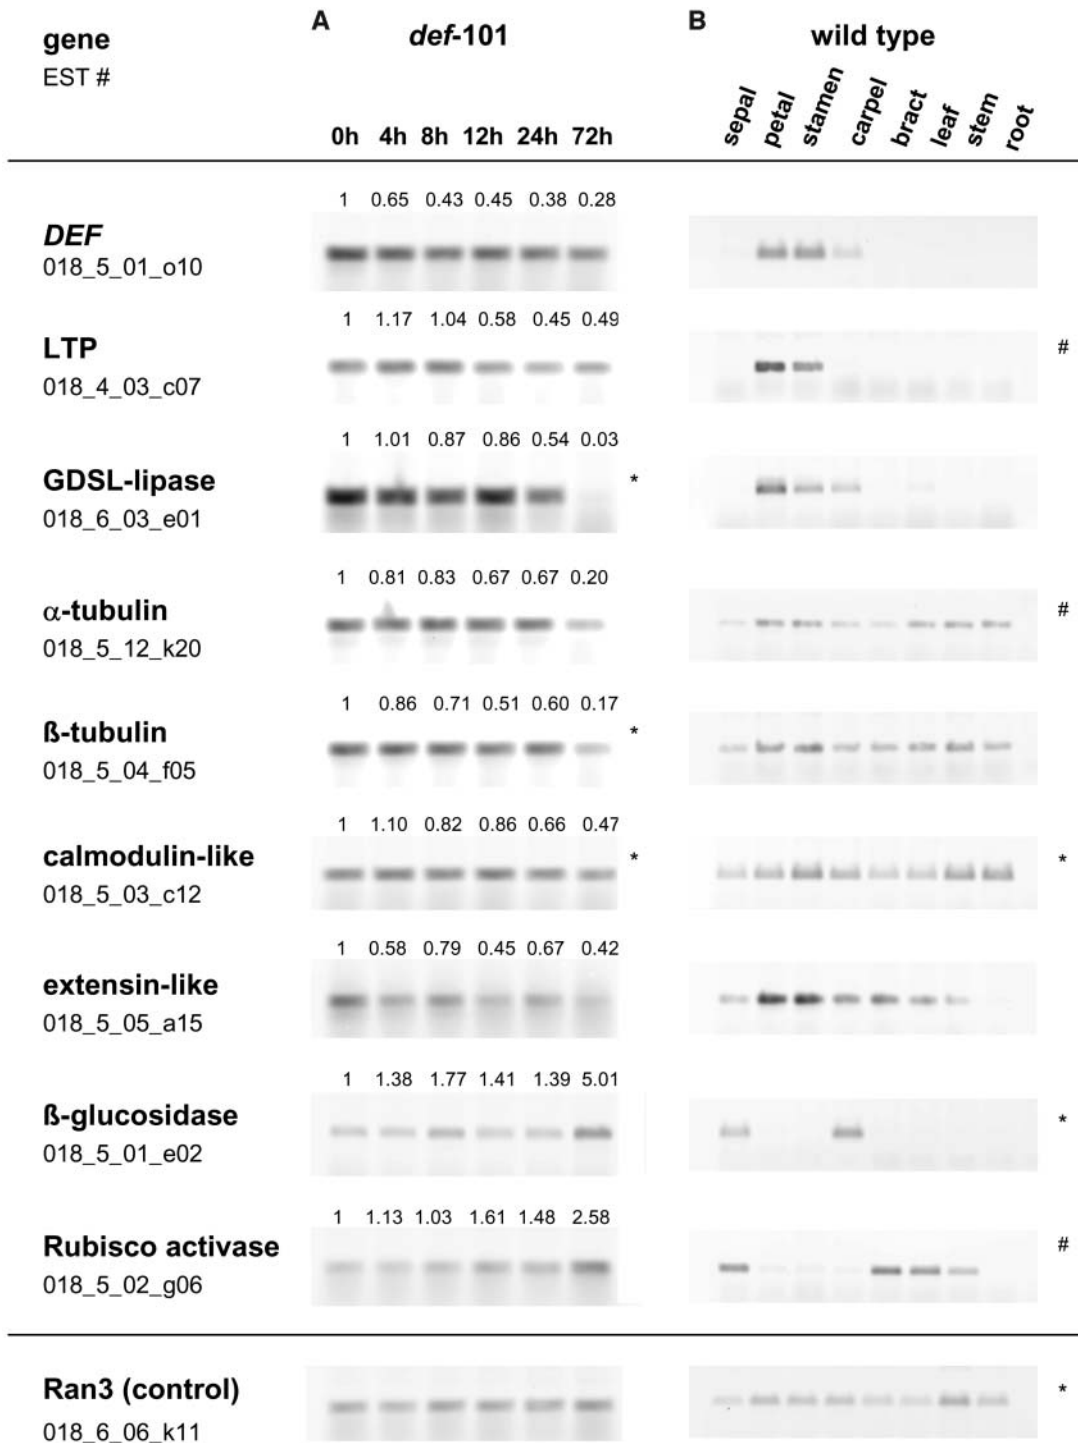 A
B
gene
def-101
wild type
EST #
sepal
petal
stamen
carpel
bract
leaf
stem
root
0h 4h 8h 12h 24h 72h
1 0.65 0.43 0.45 0.38 0.28
DEF
018_5_01_o10
1 1.17 1.04 0.58 0.45 0.49
LTP
#
018_4_03_c07
1 1.01 0.87 0.86 0.54 0.03
GDSL-lipase
*
018_6_03_e01
1 0.81 0.83 0.67 0.67 0.20
α-tubulin
#
018_5_12_k20
1 0.86 0.71 0.51 0.60 0.17
ß-tubulin
*
018_5_04_f05
1 1.10 0.82 0.86 0.66 0.47
calmodulin-like
* *
018_5_03_c12
1 0.58 0.79 0.45 0.67 0.42
extensin-like
018_5_05_a15
1 1.38 1.77 1.41 1.39 5.01
ß-glucosidase
*
018_5_01_e02
1 1.13 1.03 1.61 1.48 2.58
Rubisco activase
#
018_5_02_g06
Ran3 (control)
*
018_6_06_k11